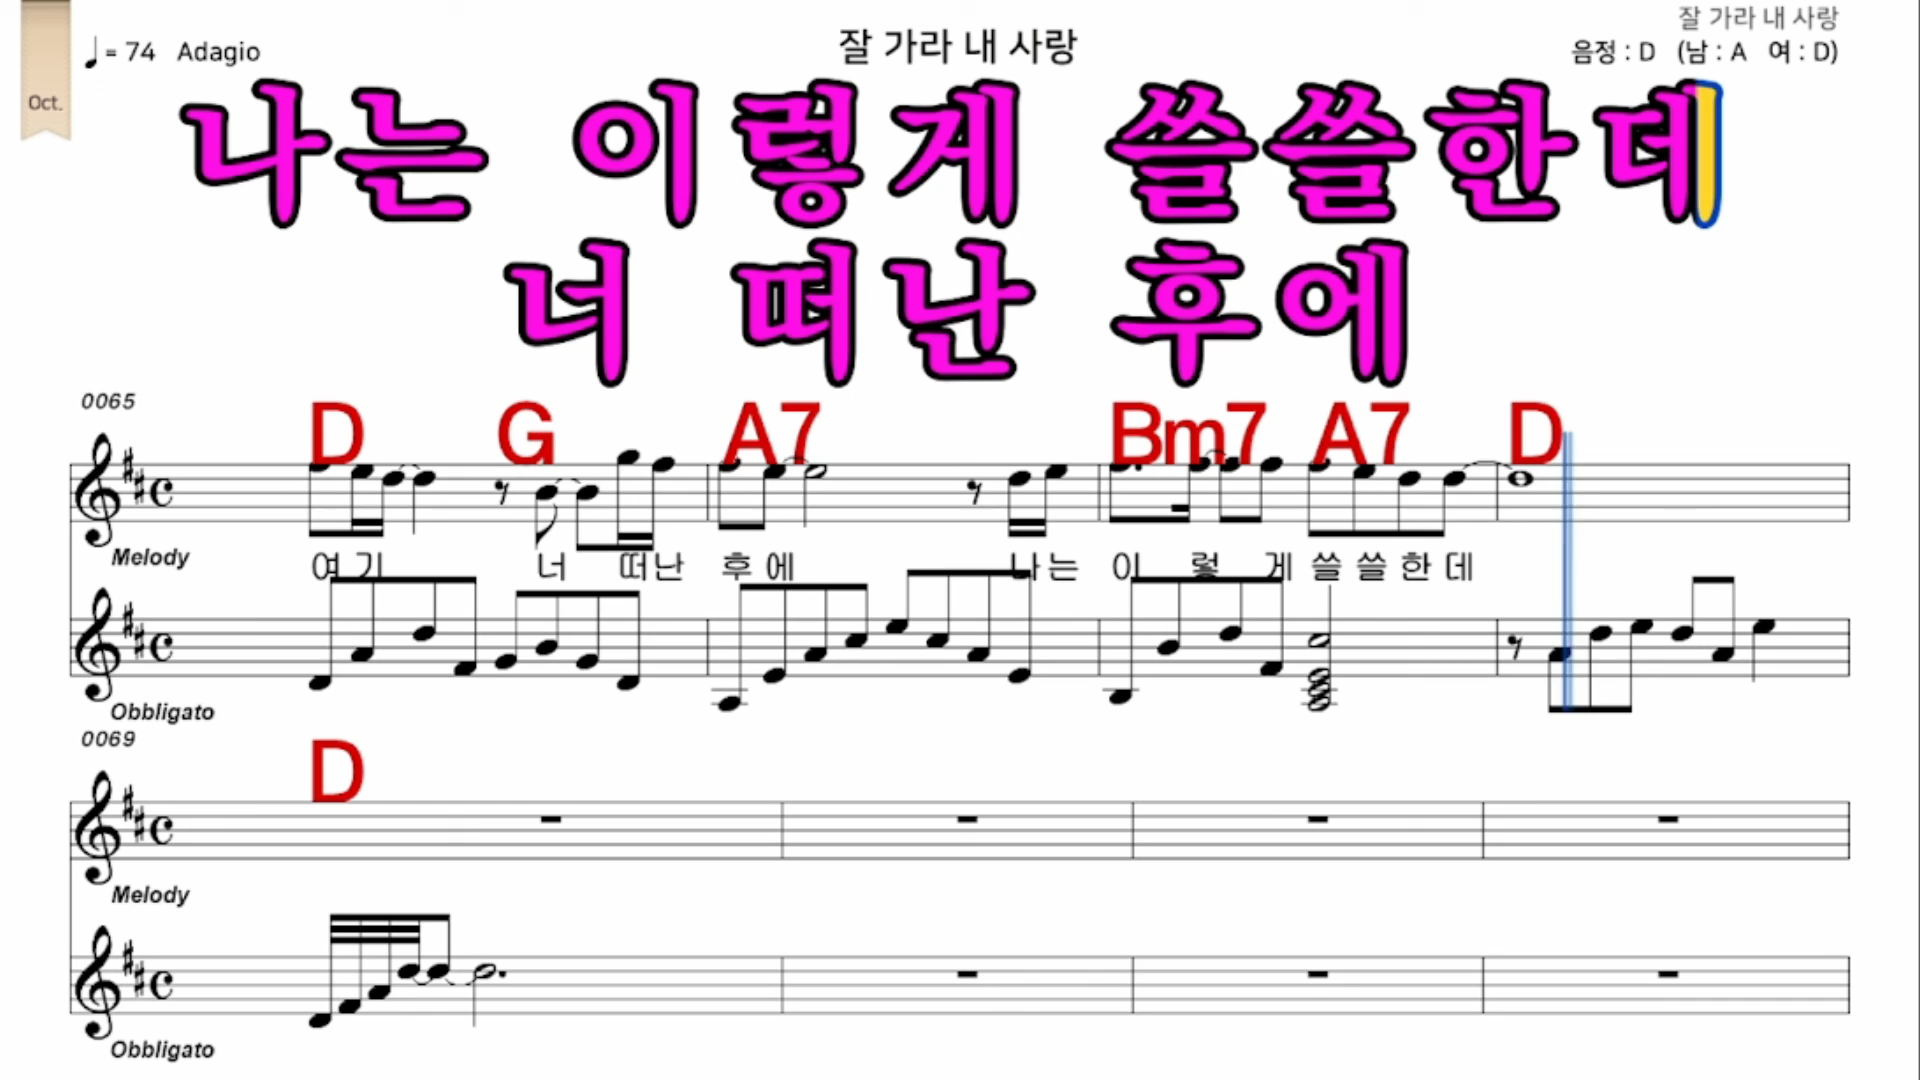 잘 가라 내 사랑
♩= 74 Adagio
잘 가라 내 사랑
음정 : D (남 : A 여 : D)
Oct.
나는 이렇게 쓸쓸한데
너 떠난 후에
0065
D G A7 Bm7 A7 D
Melody
여 기 너 떠난 후 에 나는 이 렇 게 쓸 쓸 한 데
Obbligato
0069
D
Melody
Obbligato